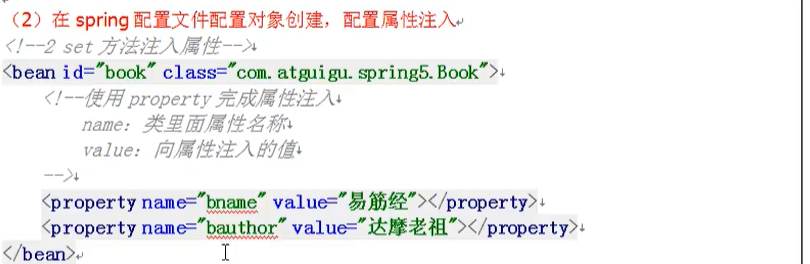 （2）在 spring 配置文件配置对象创建，配置属性注入
<!--2 set 方法注入属性-->
<bean id="book" class="com.atguigu.spring5.Book">
<!--使用 property 完成属性注入
name：类里面属性名称
value：向属性注入的值
-->
<property name="bname" value="易筋经"></property>
<property name="bauthor" value="达摩老祖"></property>
</bean>